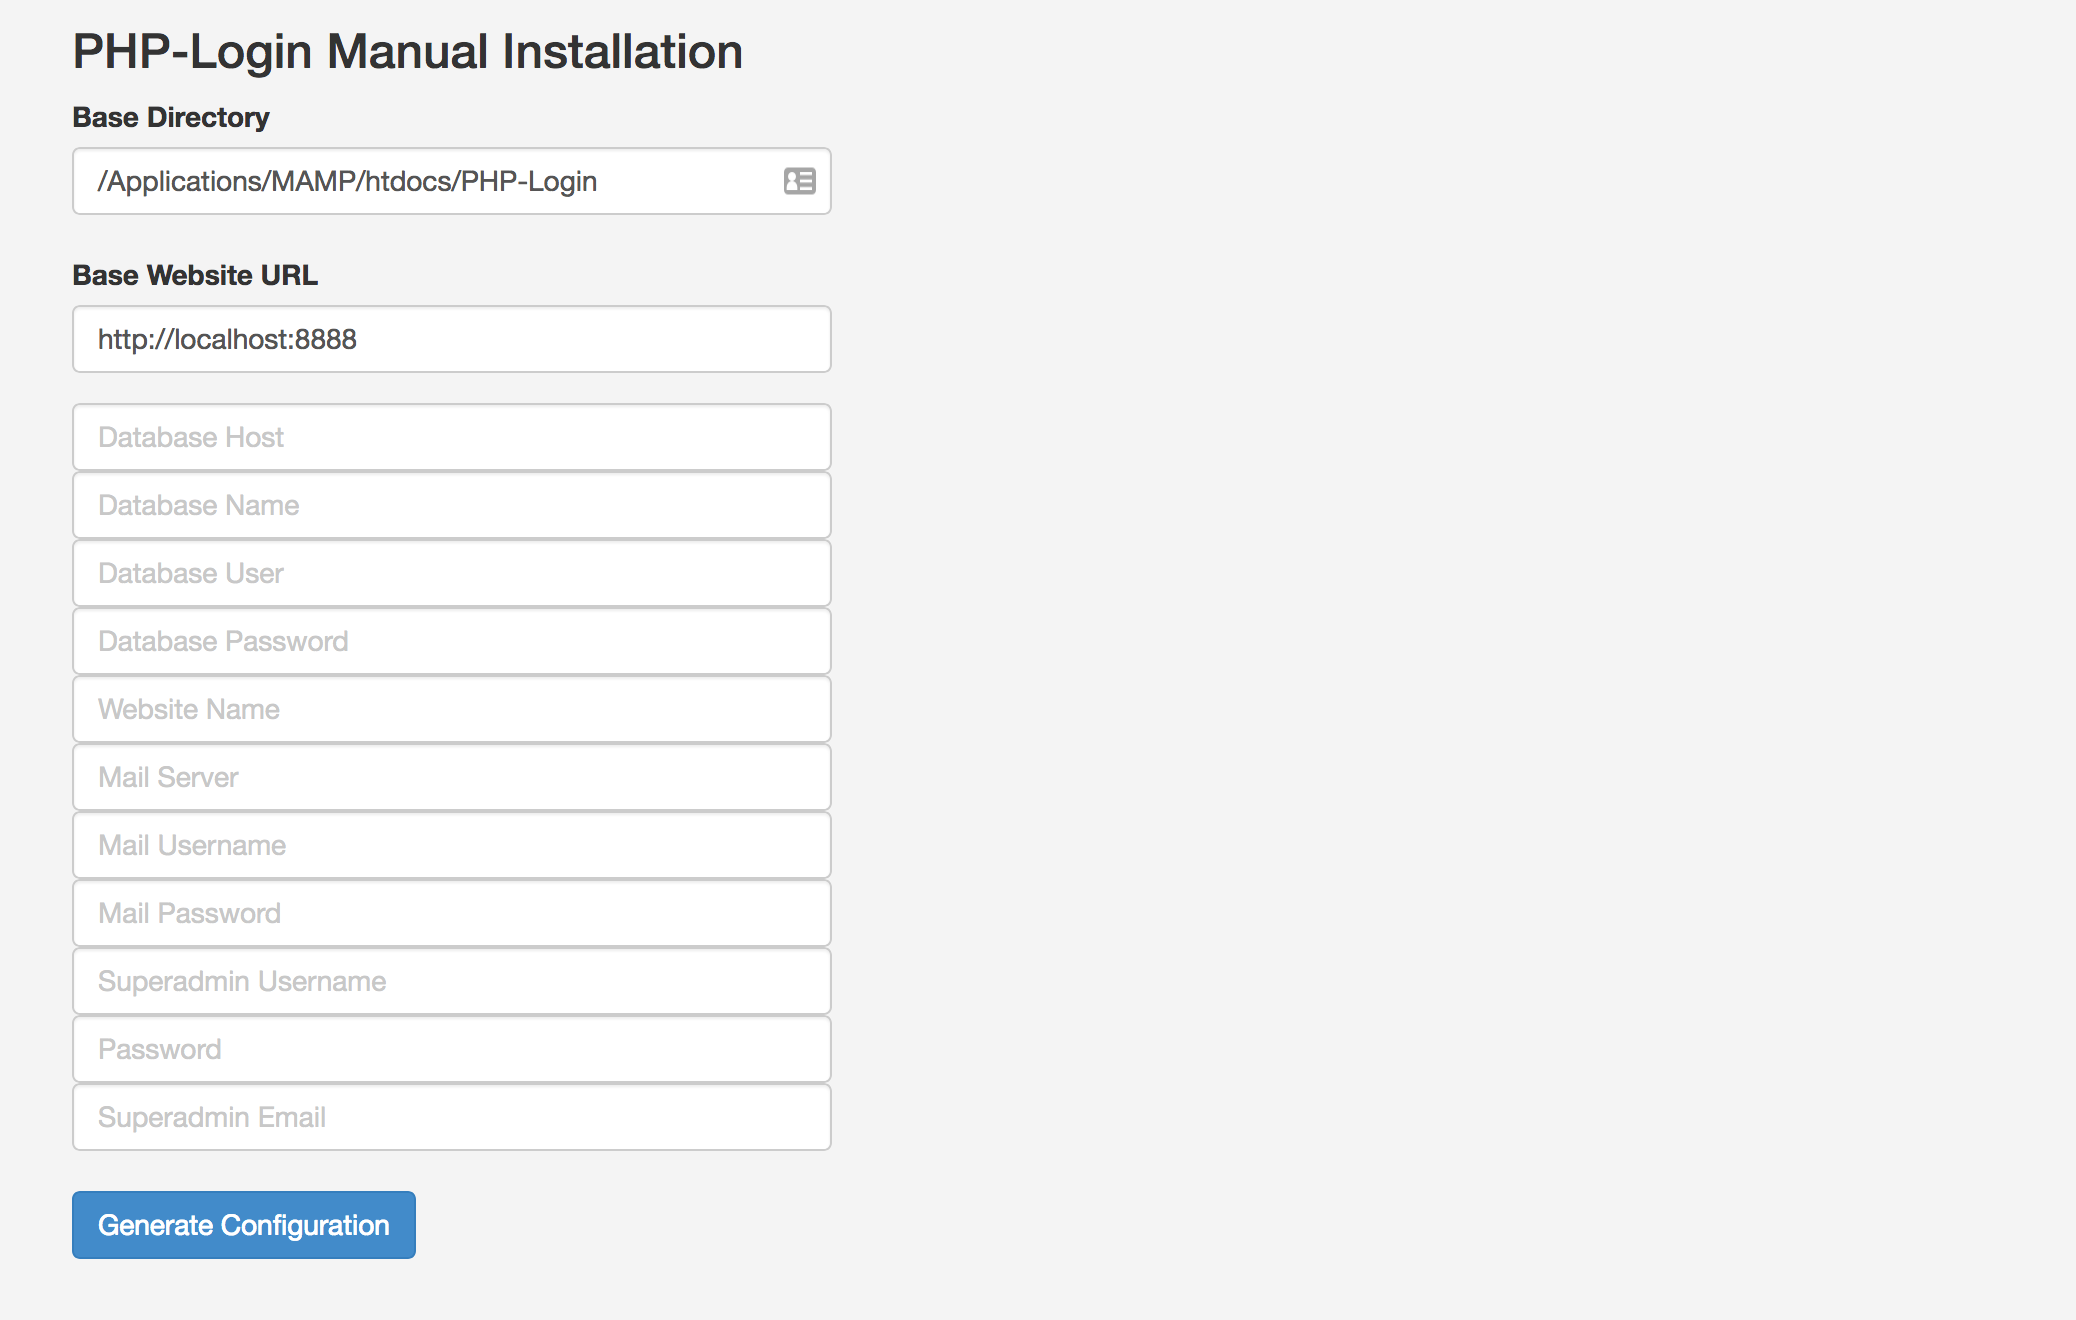 PHP-Login Manual Installation
Base Directory
/Applications/MAMP/htdocs/PHP-Login
Base Website URL
http://localhost:8888
Database Host
Database Name
Database User
Database Password
Website Name
Mail Server
Mail Username
Mail Password
Superadmin Username
Password
Superadmin Email
Generate Configuration